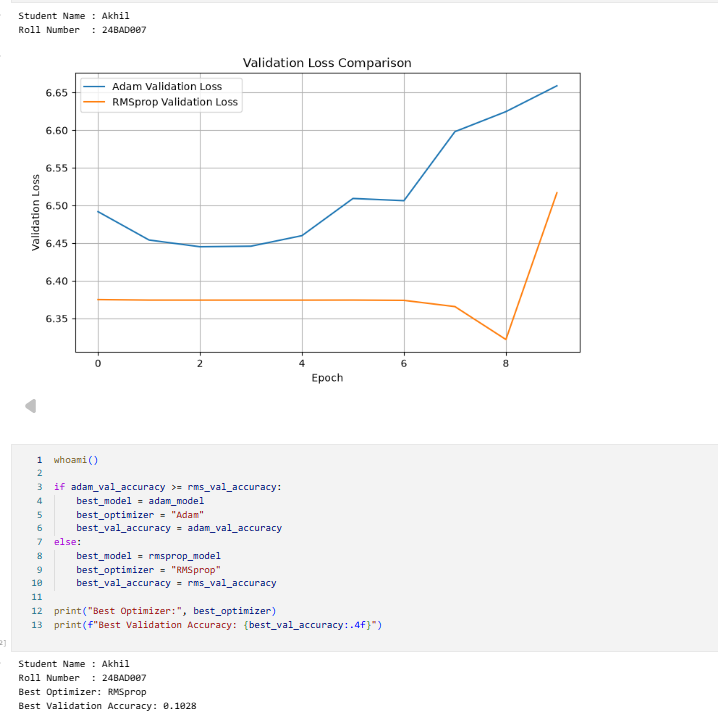 Student Name : Akhil
Roll Number  : 24BAD007
Validation Loss Comparison
Adam Validation Loss
RMSprop Validation Loss
6.65
6.60
6.55
6.50
6.45
6.40
6.35
Validation Loss
0 2 4 6 8
Epoch
1 whoami()
2
3 if adam_val_accuracy >= rms_val_accuracy:
4     best_model = adam_model
5     best_optimizer = "Adam"
6     best_val_accuracy = adam_val_accuracy
7 else:
8     best_model = rmsprop_model
9     best_optimizer = "RMSprop"
10     best_val_accuracy = rms_val_accuracy
11
12 print("Best Optimizer:", best_optimizer)
13 print(f"Best Validation Accuracy: {best_val_accuracy:.4f}")
Student Name : Akhil
Roll Number  : 24BAD007
Best Optimizer: RMSprop
Best Validation Accuracy: 0.1028